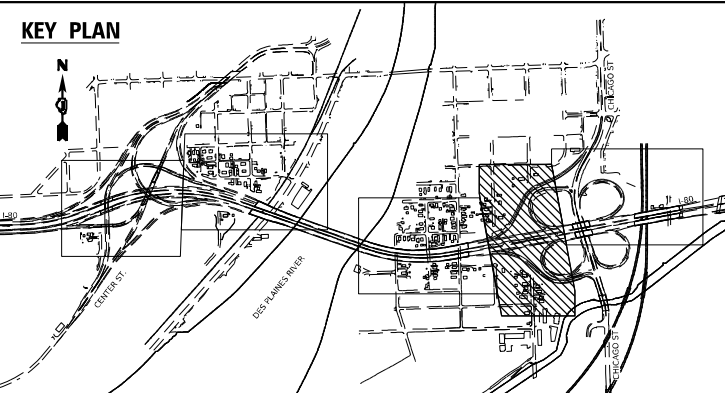 KEY PLAN
N
CHICAGO ST
I-80
I-80
CENTER ST.
DES PLAINES RIVER
CHICAGO ST